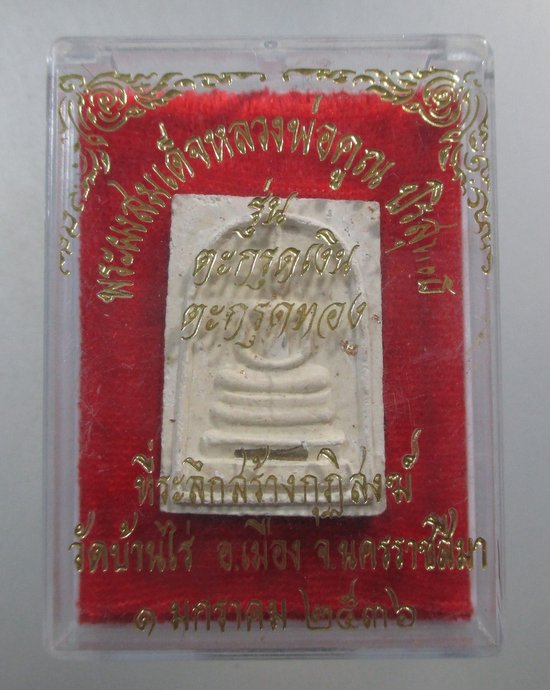 พระผงสมเด็จหลวงพ่อคูณ ปริสุทโธ
รุ่น
ตะกรุดเงิน
ตะกรุดทอง
ที่ระลึกสร้างกุฏิสงฆ์
วัดบ้านไร่ อ.เมือง จ.นครราชสีมา
๑ มกราคม ๒๕๓๖